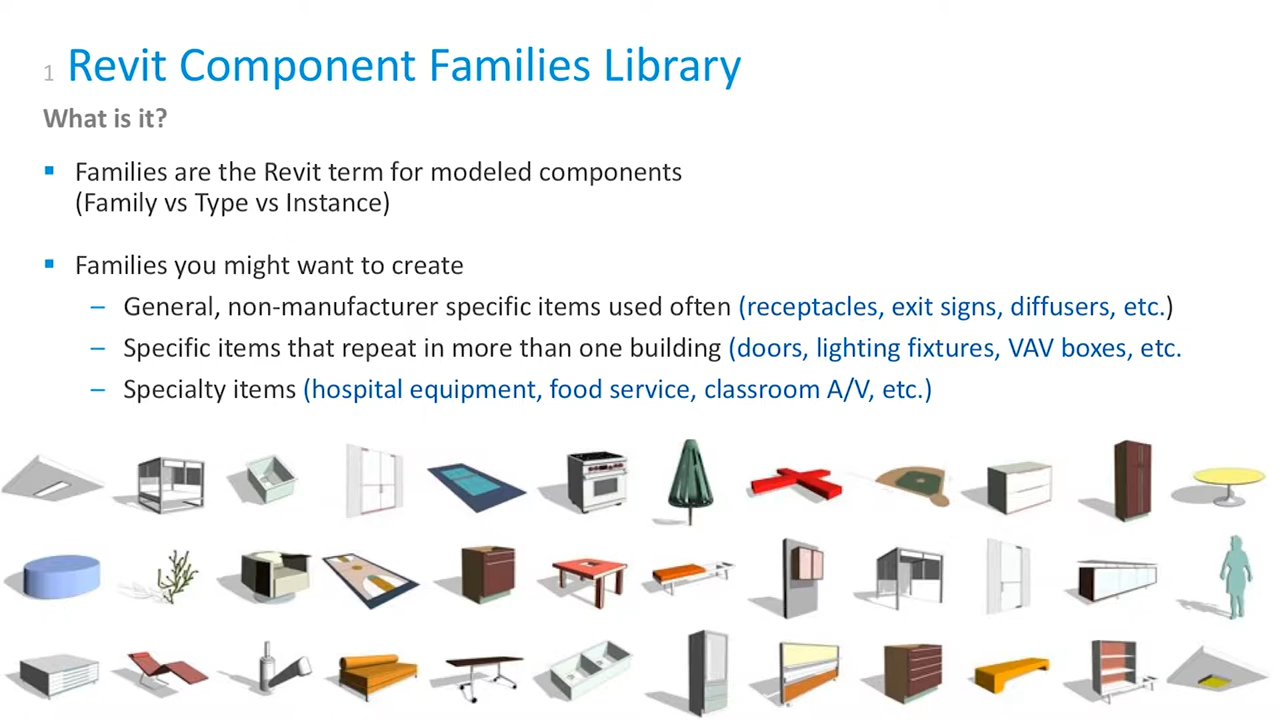 1 Revit Component Families Library
What is it?
▪ Families are the Revit term for modeled components
(Family vs Type vs Instance)
▪ Families you might want to create
– General, non-manufacturer specific items used often (receptacles, exit signs, diffusers, etc.)
– Specific items that repeat in more than one building (doors, lighting fixtures, VAV boxes, etc.
– Specialty items (hospital equipment, food service, classroom A/V, etc.)